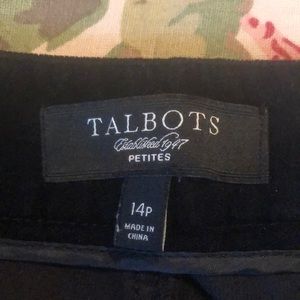 TALBOTS
Established 1947
PETITES
14P
MADE IN
CHINA